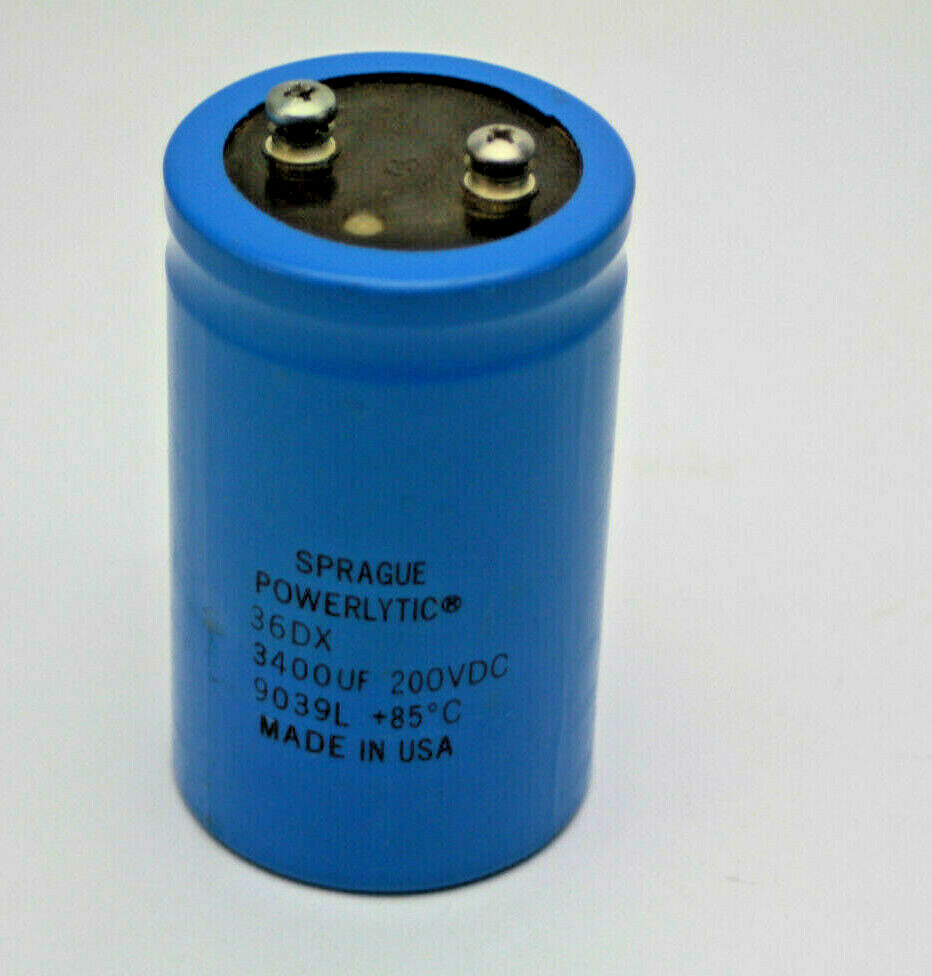 SPRAGUE
POWERLYTIC®
36DX
3400UF 200VDC
9039L +85°C
MADE IN USA